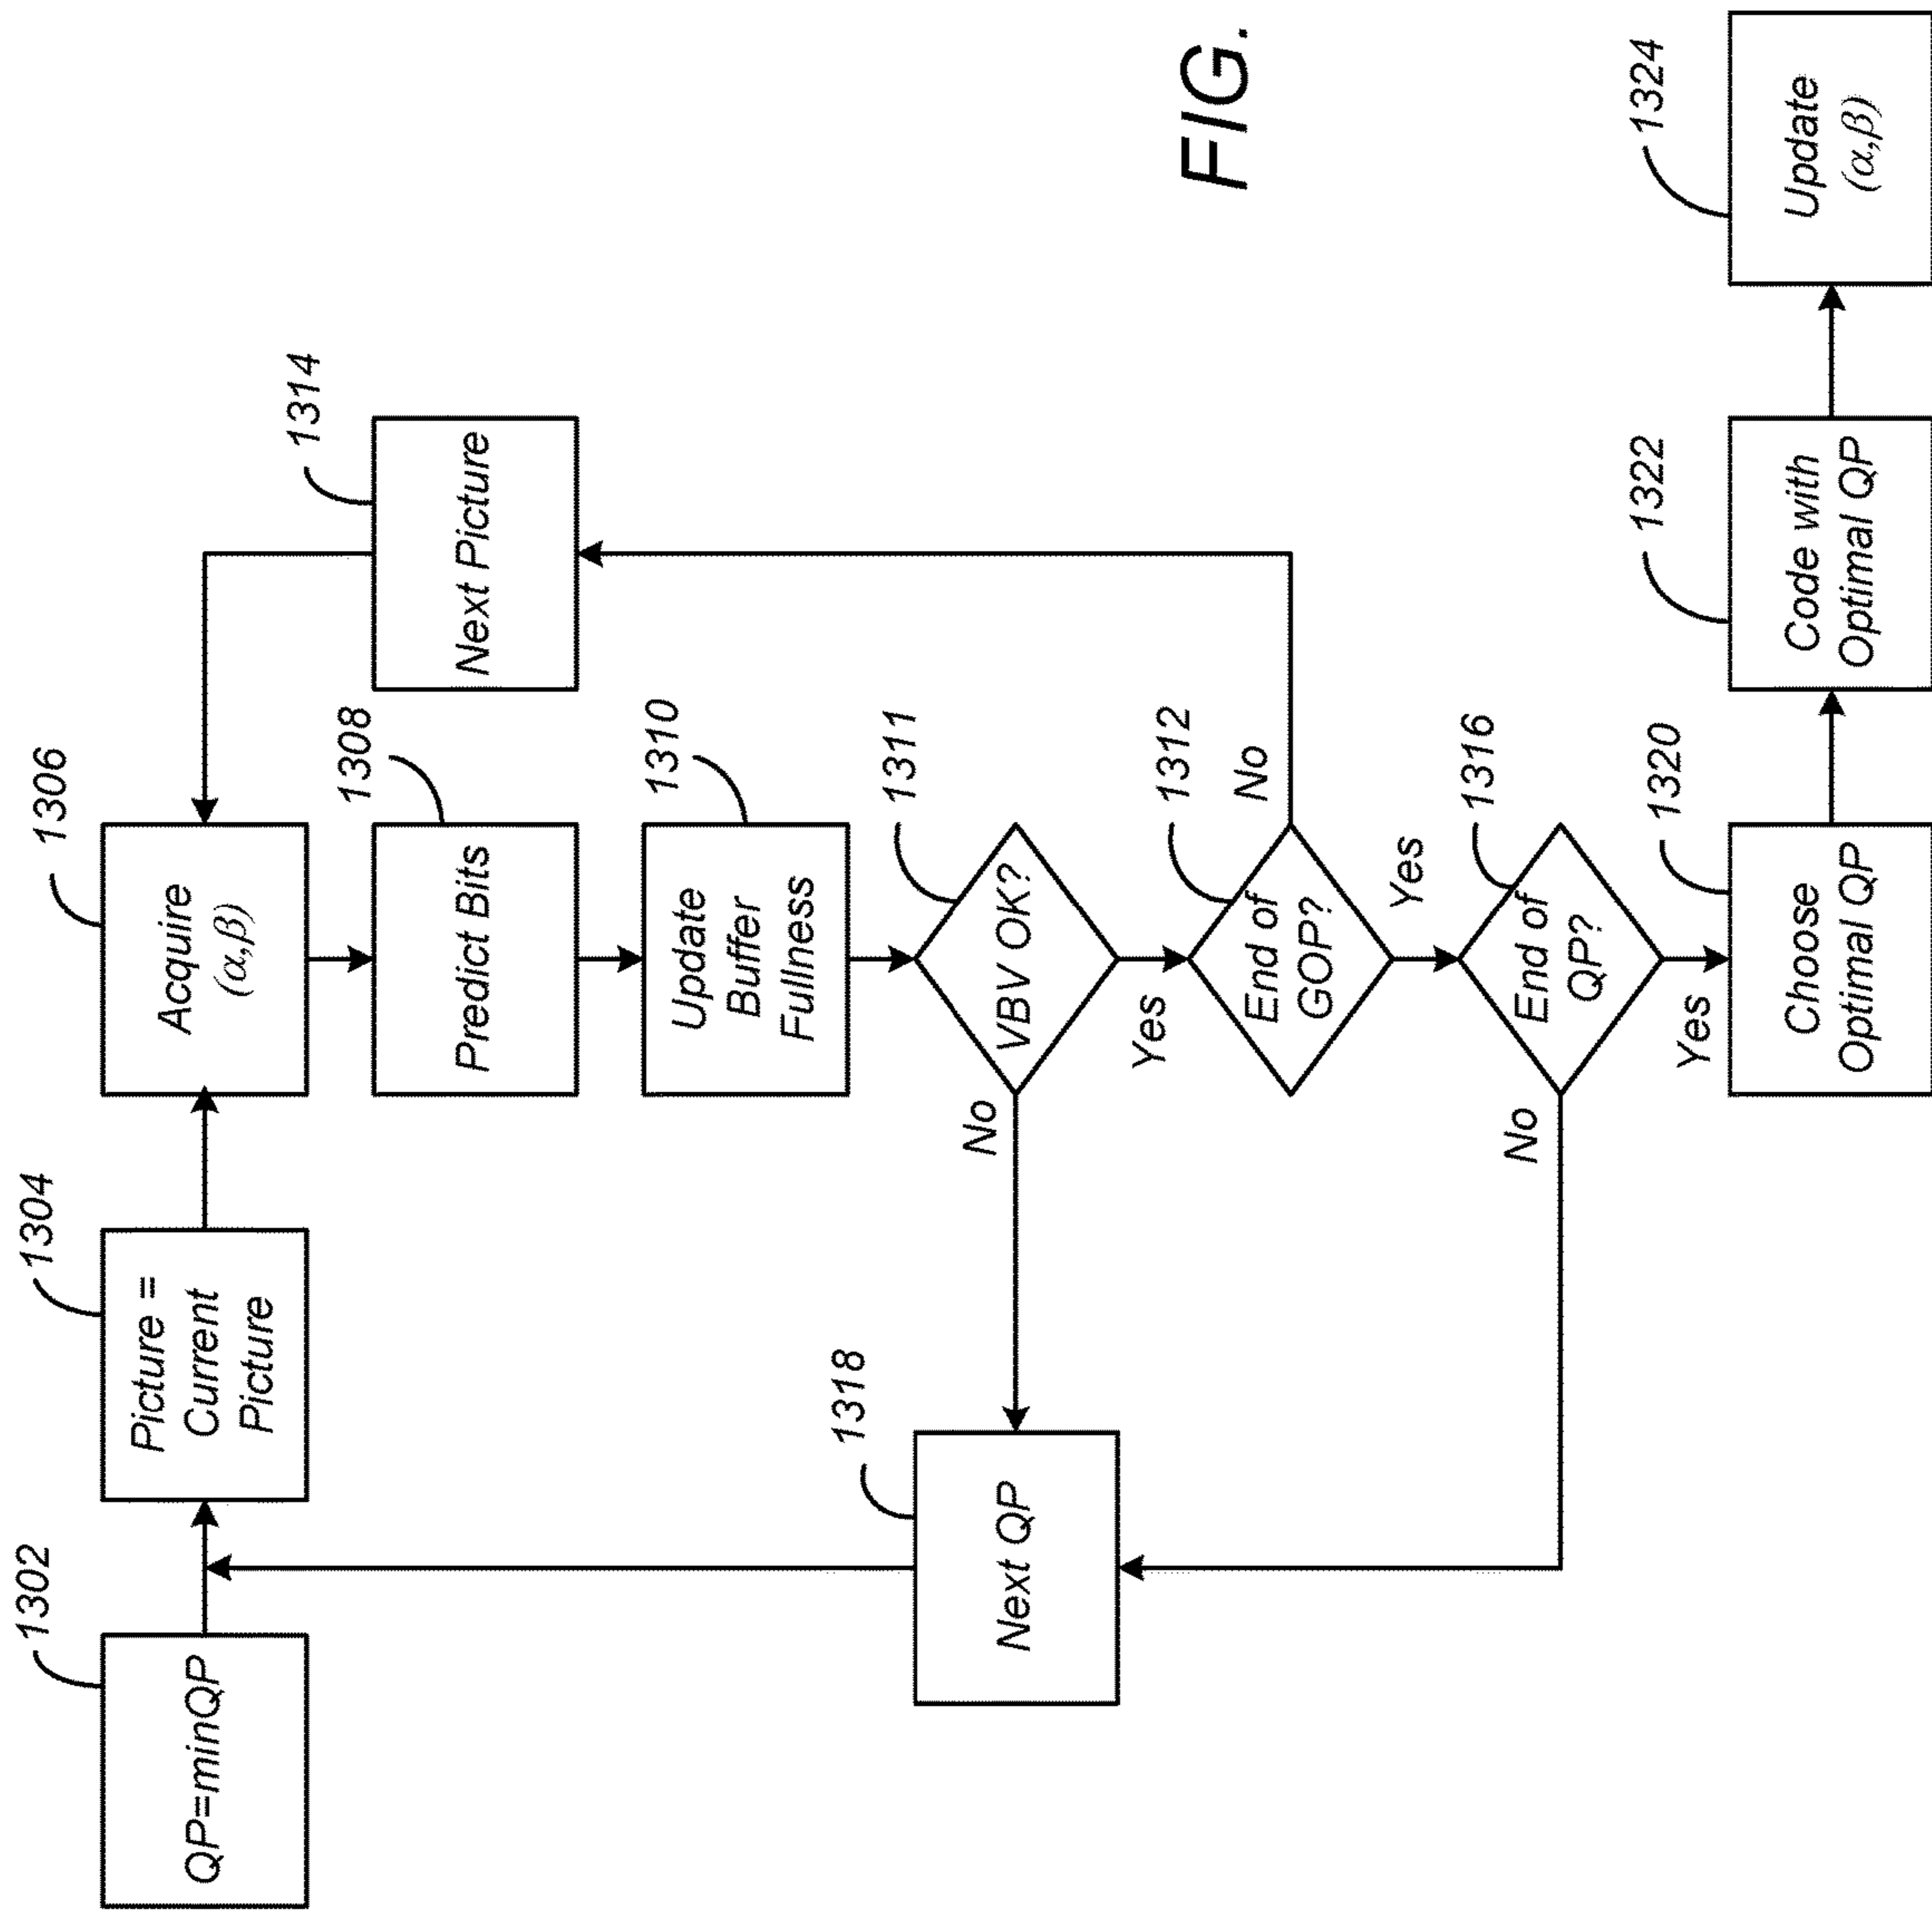 1302
QP=minQP
1304
Picture =
Current
Picture
1306
Acquire
(α,β)
1308
Predict Bits
1314
Next Picture
1310
Update
Buffer
Fullness
1311
VBV OK?
No
Yes
1318
Next QP
1312
End of
GOP?
No
Yes
1316
End of
QP?
No
Yes
1320
Choose
Optimal QP
1322
Code with
Optimal QP
1324
Update
(α,β)
FIG.